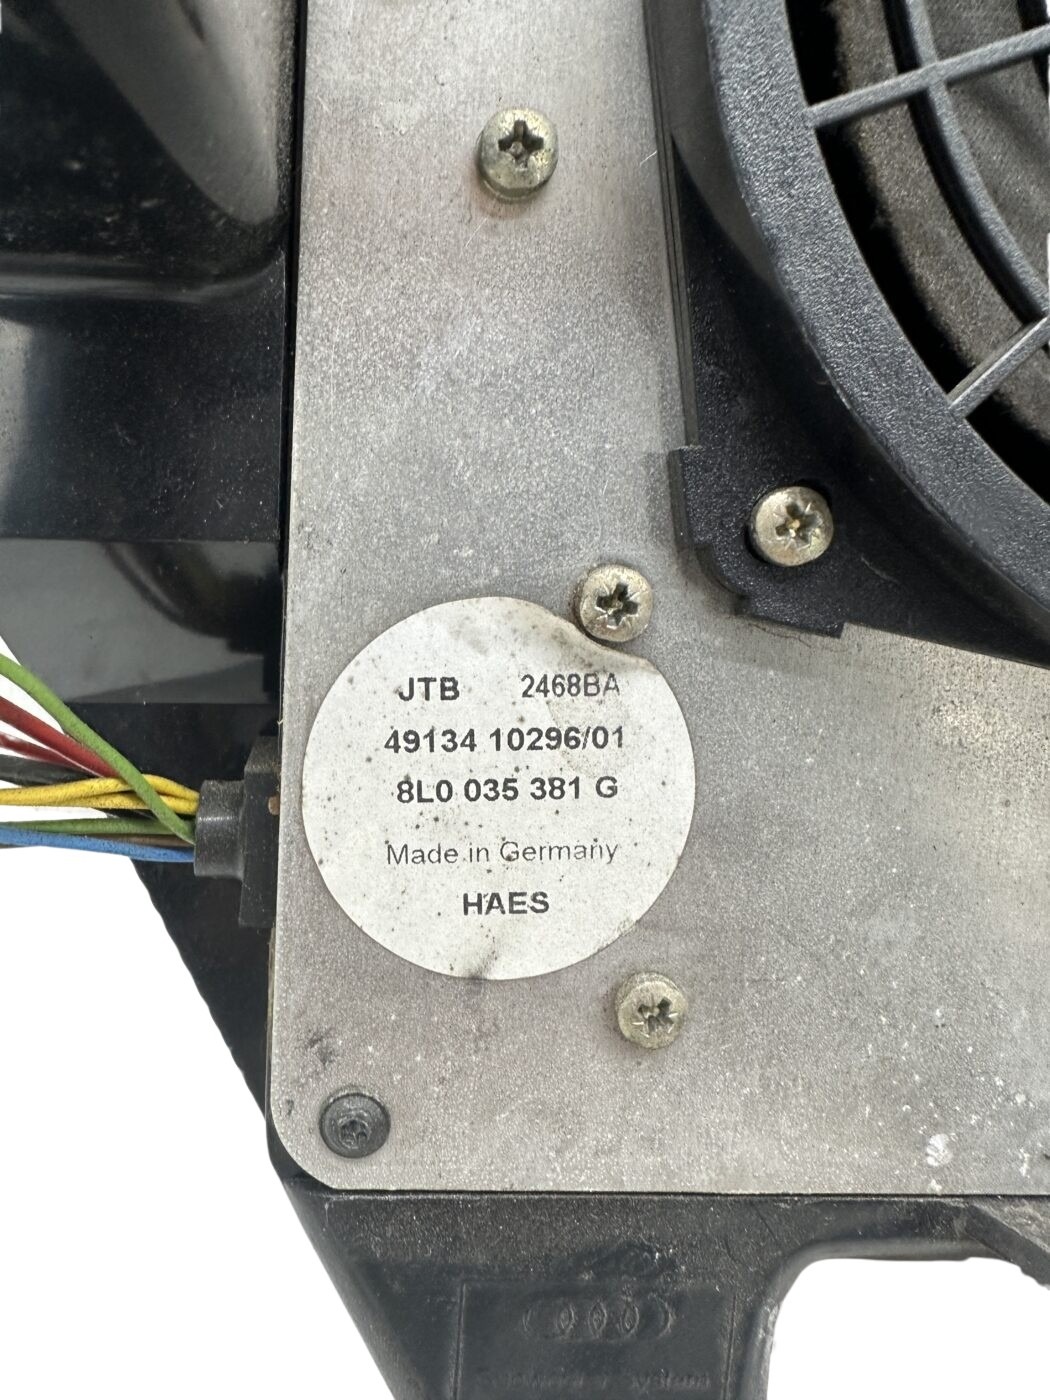 JTB 2468BA
49134 10296/01
8L0 035 381 G
Made in Germany
HAES